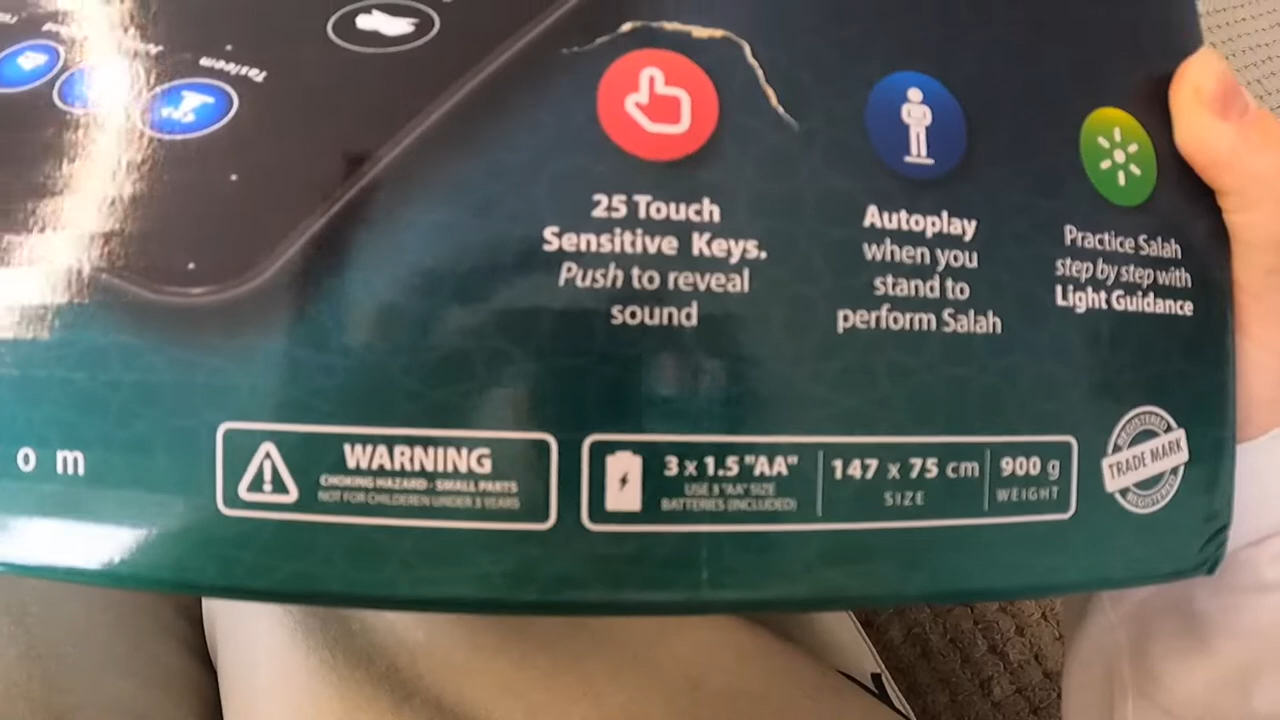 Tasleem
25 Touch
Sensitive Keys.
Push to reveal
sound
Autoplay
when you
stand to
perform Salah
Practice Salah
step by step with
Light Guidance
o m
WARNING
CHOKING HAZARD - SMALL PARTS
NOT FOR CHILDEREN UNDER 3 YEARS
3 x 1.5 "AA"
USE 3 "AA" SIZE
BATTERIES (INCLUDED)
147 x 75 cm
SIZE
900 g
WEIGHT
REGISTERED
TRADE MARK
REGISTERED